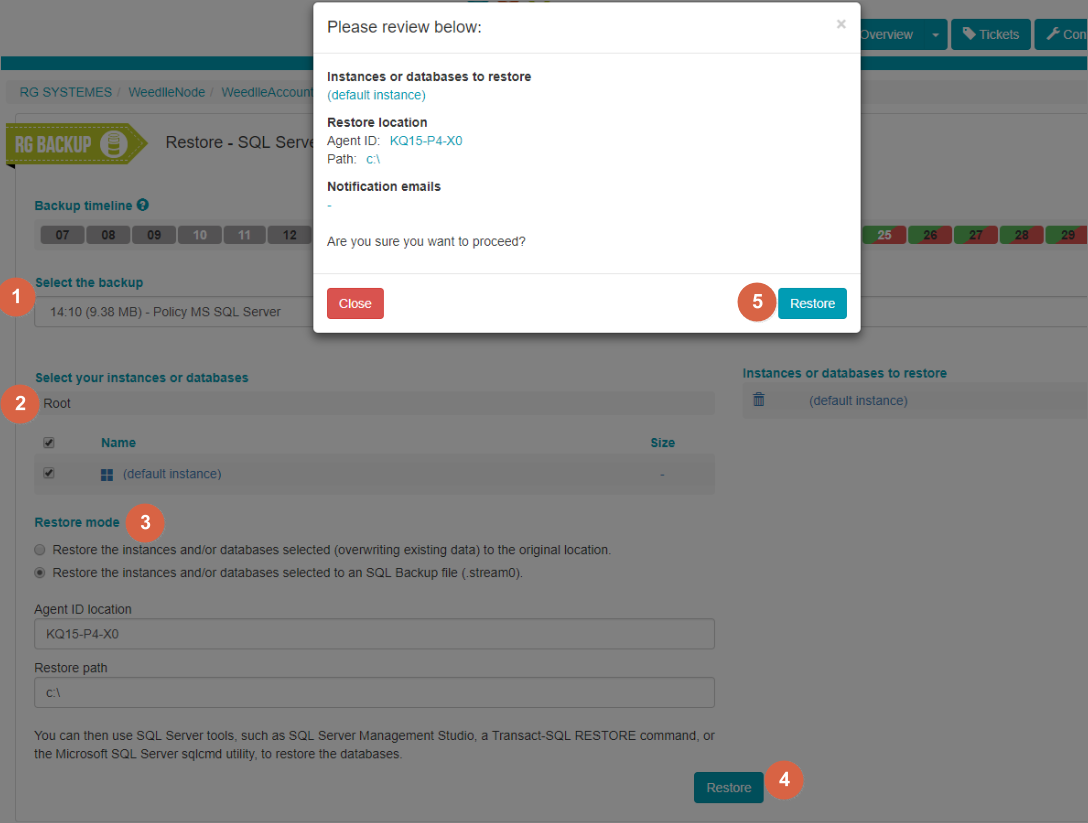 Please review below:
×
Overview
Tickets
Con
Instances or databases to restore
(default instance)
Restore location
Agent ID: KQ15-P4-X0
Path: c:\
Notification emails
-
Are you sure you want to proceed?
Close
5
Restore
RG SYSTEMES / WeedlleNode / WeedlleAccount
RG BACKUP
Restore - SQL Serve
Backup timeline ?
07 08 09 10 11 12 25 26 27 28 29
1
Select the backup
14:10 (9.38 MB) - Policy MS SQL Server
2
Select your instances or databases
Root
Name Size
(default instance) -
Instances or databases to restore
(default instance)
Restore mode
3
Restore the instances and/or databases selected (overwriting existing data) to the original location.
Restore the instances and/or databases selected to an SQL Backup file (.stream0).
Agent ID location
KQ15-P4-X0
Restore path
c:\
You can then use SQL Server tools, such as SQL Server Management Studio, a Transact-SQL RESTORE command, or
the Microsoft SQL Server sqlcmd utility, to restore the databases.
Restore
4